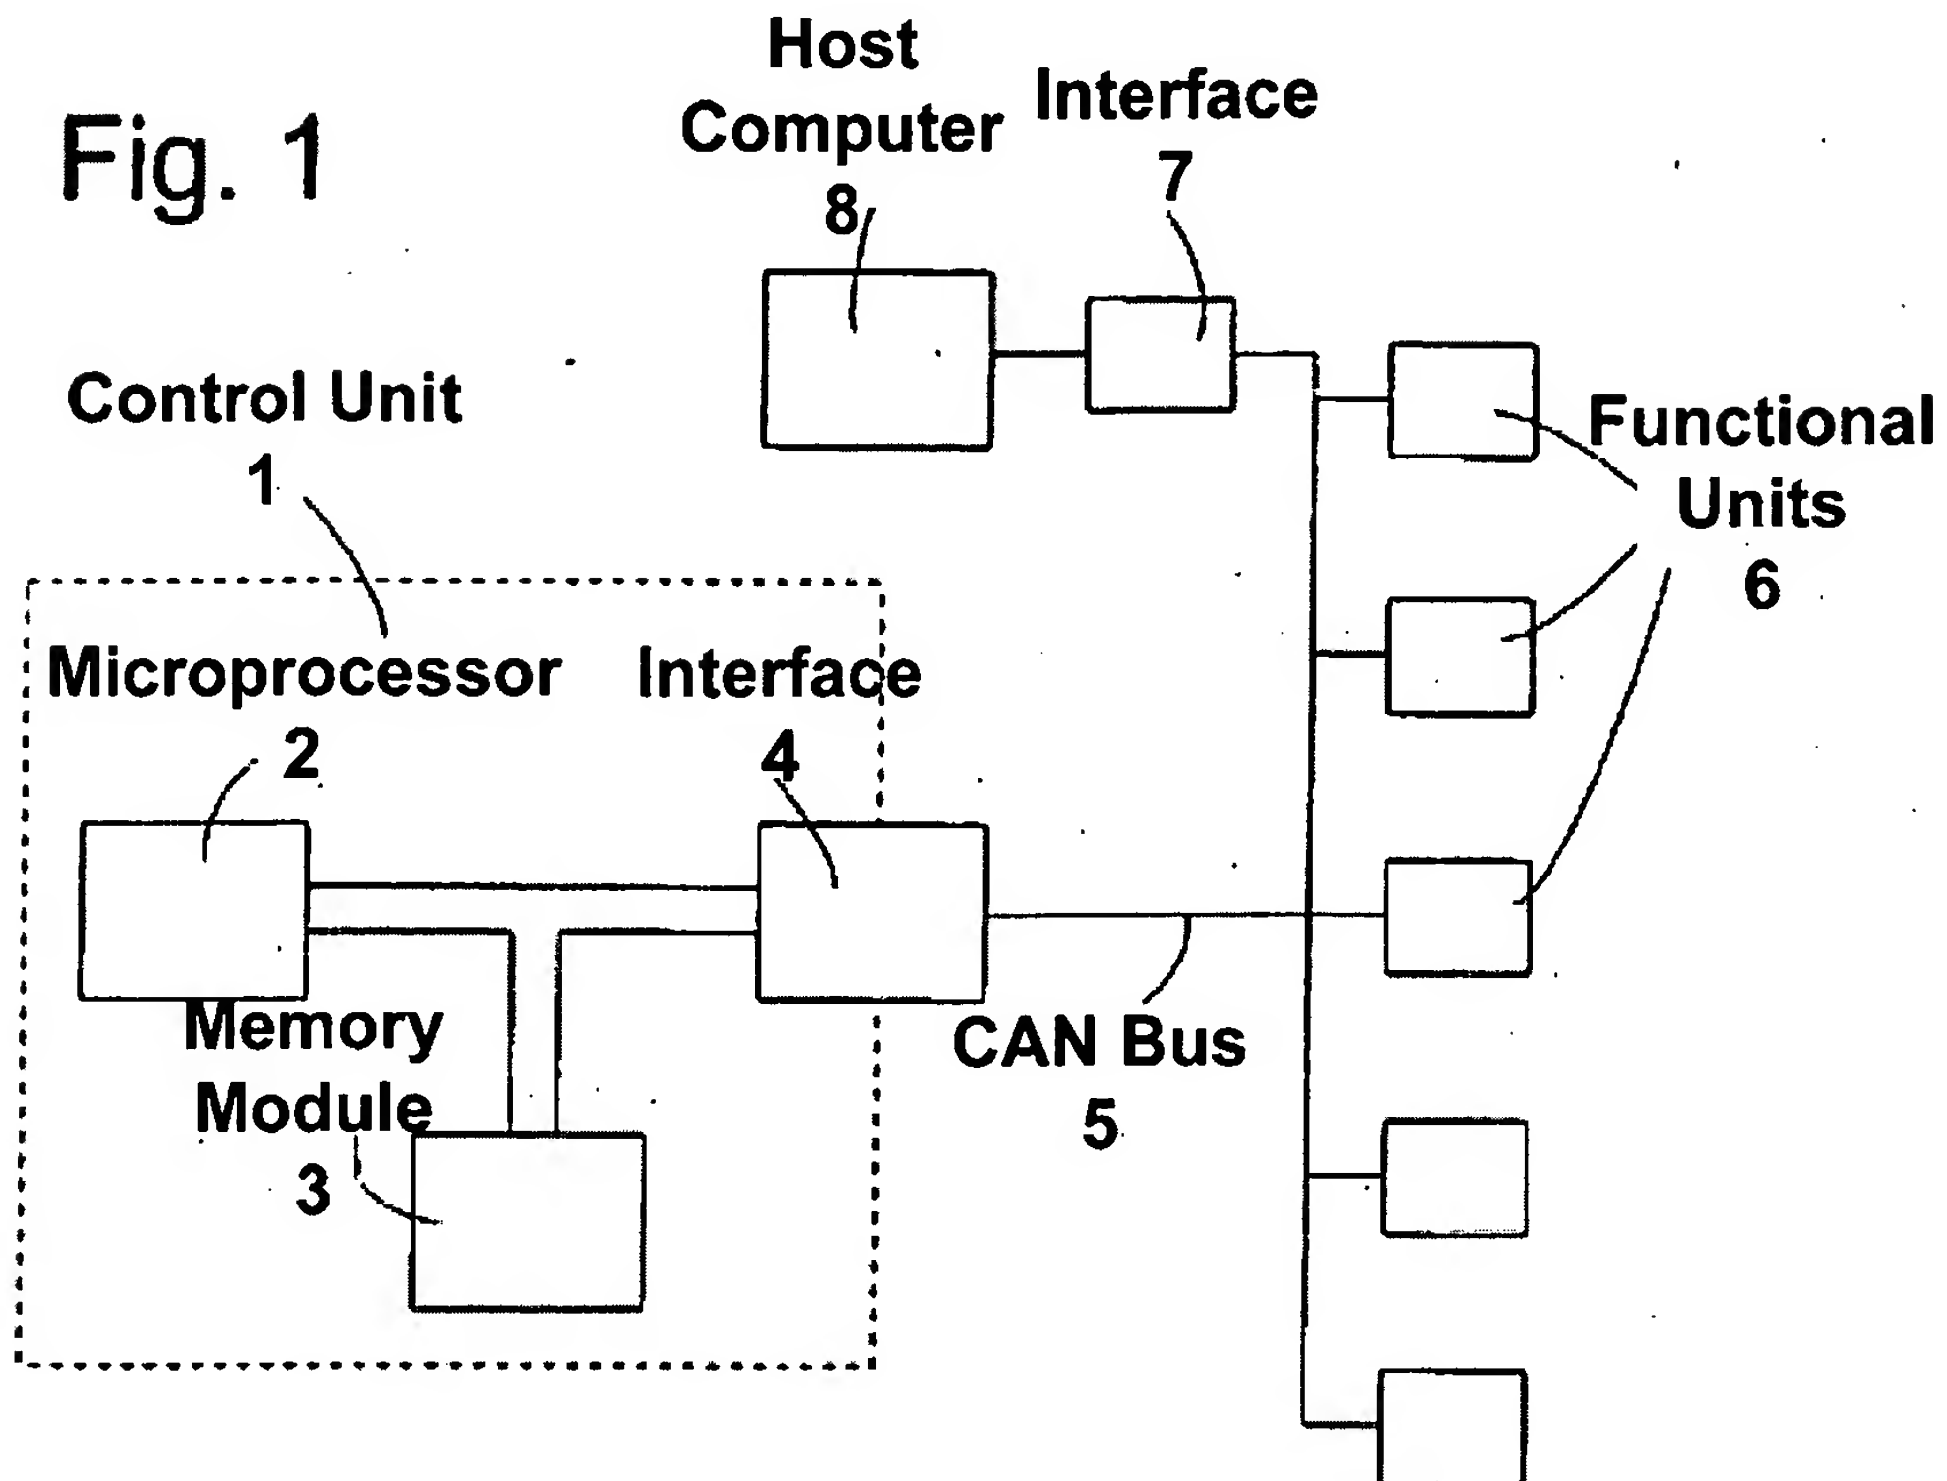 Fig. 1
Host
Computer
8
Interface
7
Control Unit
1
Functional
Units
6
Microprocessor
2
Interface
4
Memory
Module
3
CAN Bus
5